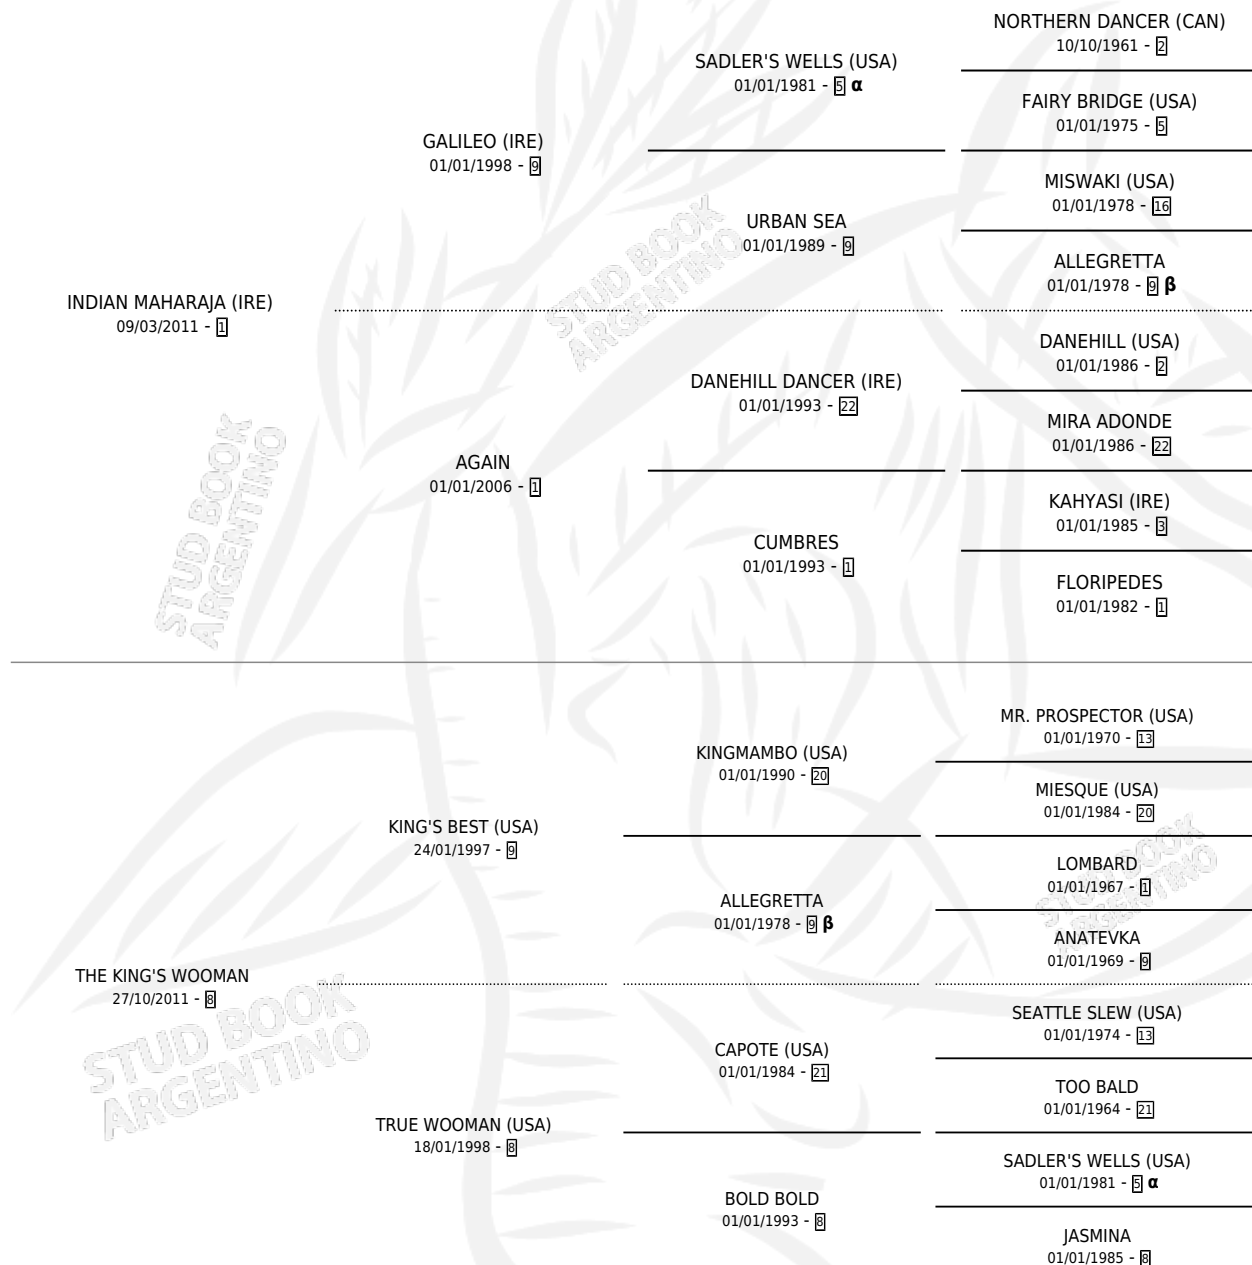 NORTHERN DANCER (CAN)
10/10/1961 - 2
SADLER'S WELLS (USA)
01/01/1981 - 5 α
FAIRY BRIDGE (USA)
01/01/1975 - 5
GALILEO (IRE)
01/01/1998 - 9
MISWAKI (USA)
01/01/1978 - 16
URBAN SEA
01/01/1989 - 9
ALLEGRETTA
01/01/1978 - 9 β
INDIAN MAHARAJA (IRE)
09/03/2011 - 1
DANEHILL (USA)
01/01/1986 - 2
DANEHILL DANCER (IRE)
01/01/1993 - 22
MIRA ADONDE
01/01/1986 - 22
AGAIN
01/01/2006 - 1
KAHYASI (IRE)
01/01/1985 - 3
CUMBRES
01/01/1993 - 1
FLORIPEDES
01/01/1982 - 1
MR. PROSPECTOR (USA)
01/01/1970 - 13
KINGMAMBO (USA)
01/01/1990 - 20
MIESQUE (USA)
01/01/1984 - 20
KING'S BEST (USA)
24/01/1997 - 9
LOMBARD
01/01/1967 - 1
ALLEGRETTA
01/01/1978 - 9 β
ANATEVKA
01/01/1969 - 9
THE KING'S WOOMAN
27/10/2011 - 8
SEATTLE SLEW (USA)
01/01/1974 - 13
CAPOTE (USA)
01/01/1984 - 21
TOO BALD
01/01/1964 - 21
TRUE WOOMAN (USA)
18/01/1998 - 8
SADLER'S WELLS (USA)
01/01/1981 - 5 α
BOLD BOLD
01/01/1993 - 8
JASMINA
01/01/1985 - 8
STUD BOOK
ARGENTINO
STUD BOOK
ARGENTINO
STUD BOOK
ARGENTINO
STUD BOOK
ARGENTINO